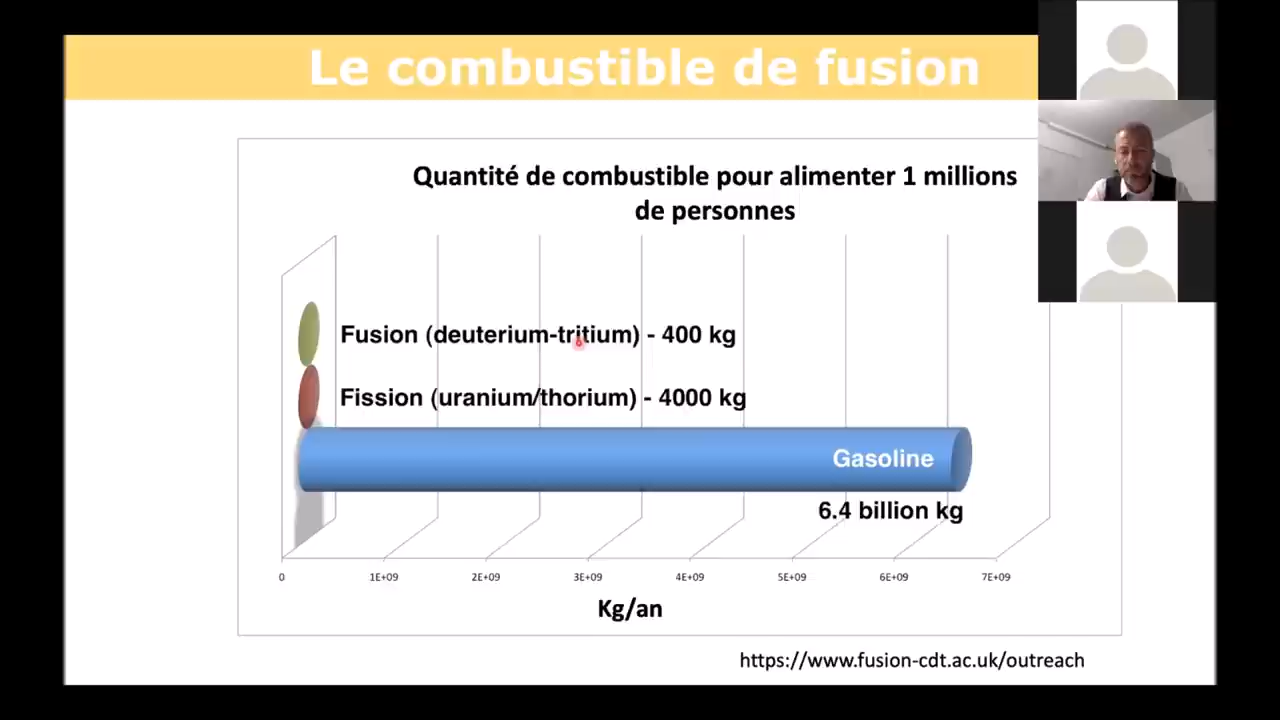 Le combustible de fusion
Quantité de combustible pour alimenter 1 millions
de personnes
Fusion (deuterium-tritium) - 400 kg
Fission (uranium/thorium) - 4000 kg
Gasoline
6.4 billion kg
0 1E+09 2E+09 3E+09 4E+09 5E+09 6E+09 7E+09
Kg/an
https://www.fusion-cdt.ac.uk/outreach